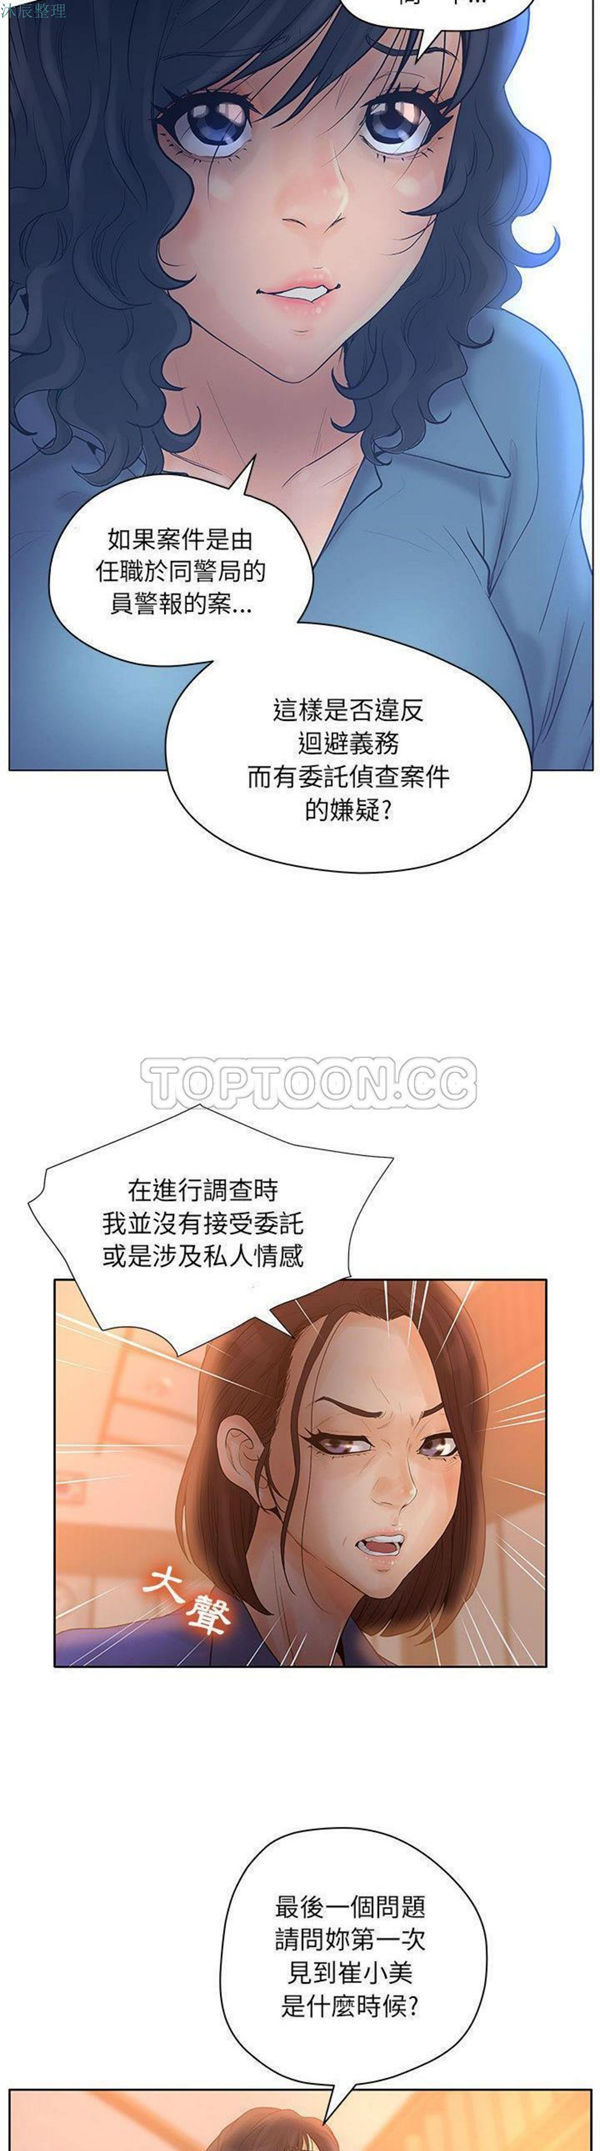 沐辰整理
如果案件是由
任職於同警局的
員警報的案...
這樣是否違反
迴避義務
而有委託偵查案件
的嫌疑?
TOPTOON.CC
在進行調查時
我並沒有接受委託
或是涉及私人情感
大聲
最後一個問題
請問妳第一次
見到崔小美
是什麼時候?